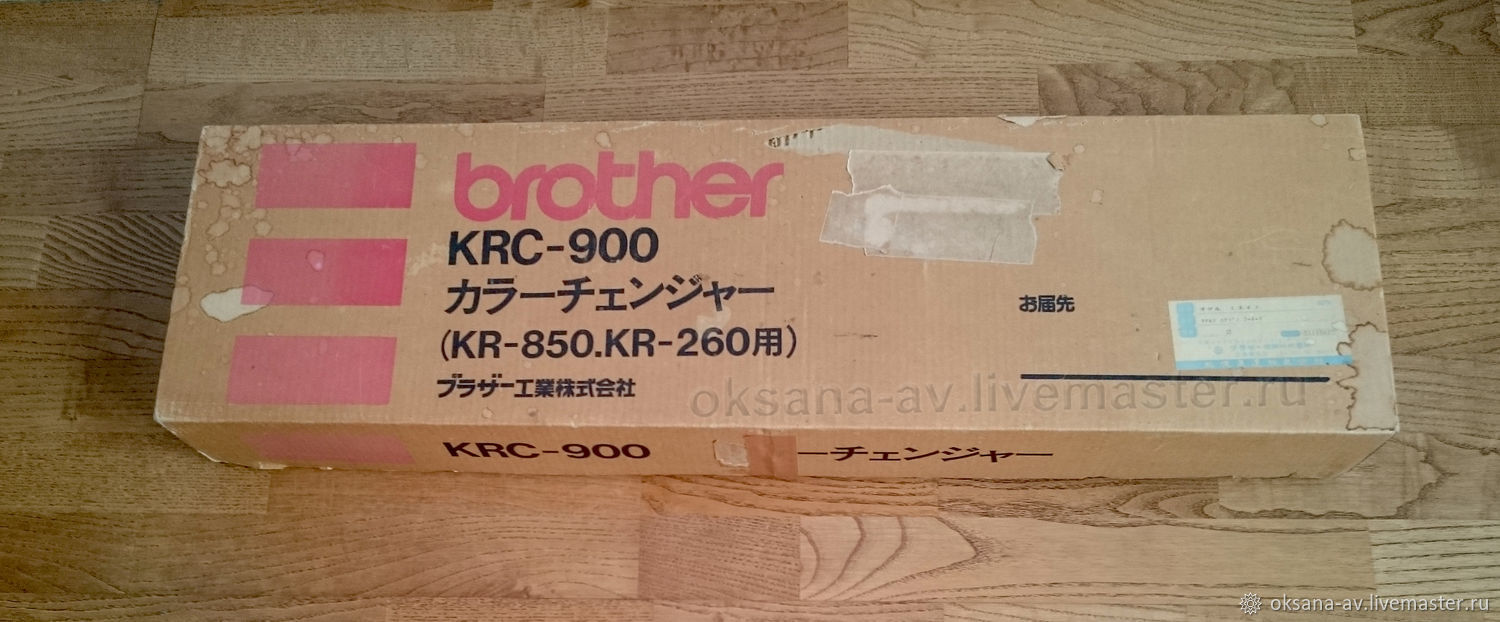 brother
KRC-900
カラーチェンジャー
(KR-850.KR-260用)
ブラザー工業株式会社
お届先
oksana-av.livemaster.ru
KRC-900
ーチェンジャー
oksana-av.livemaster.ru